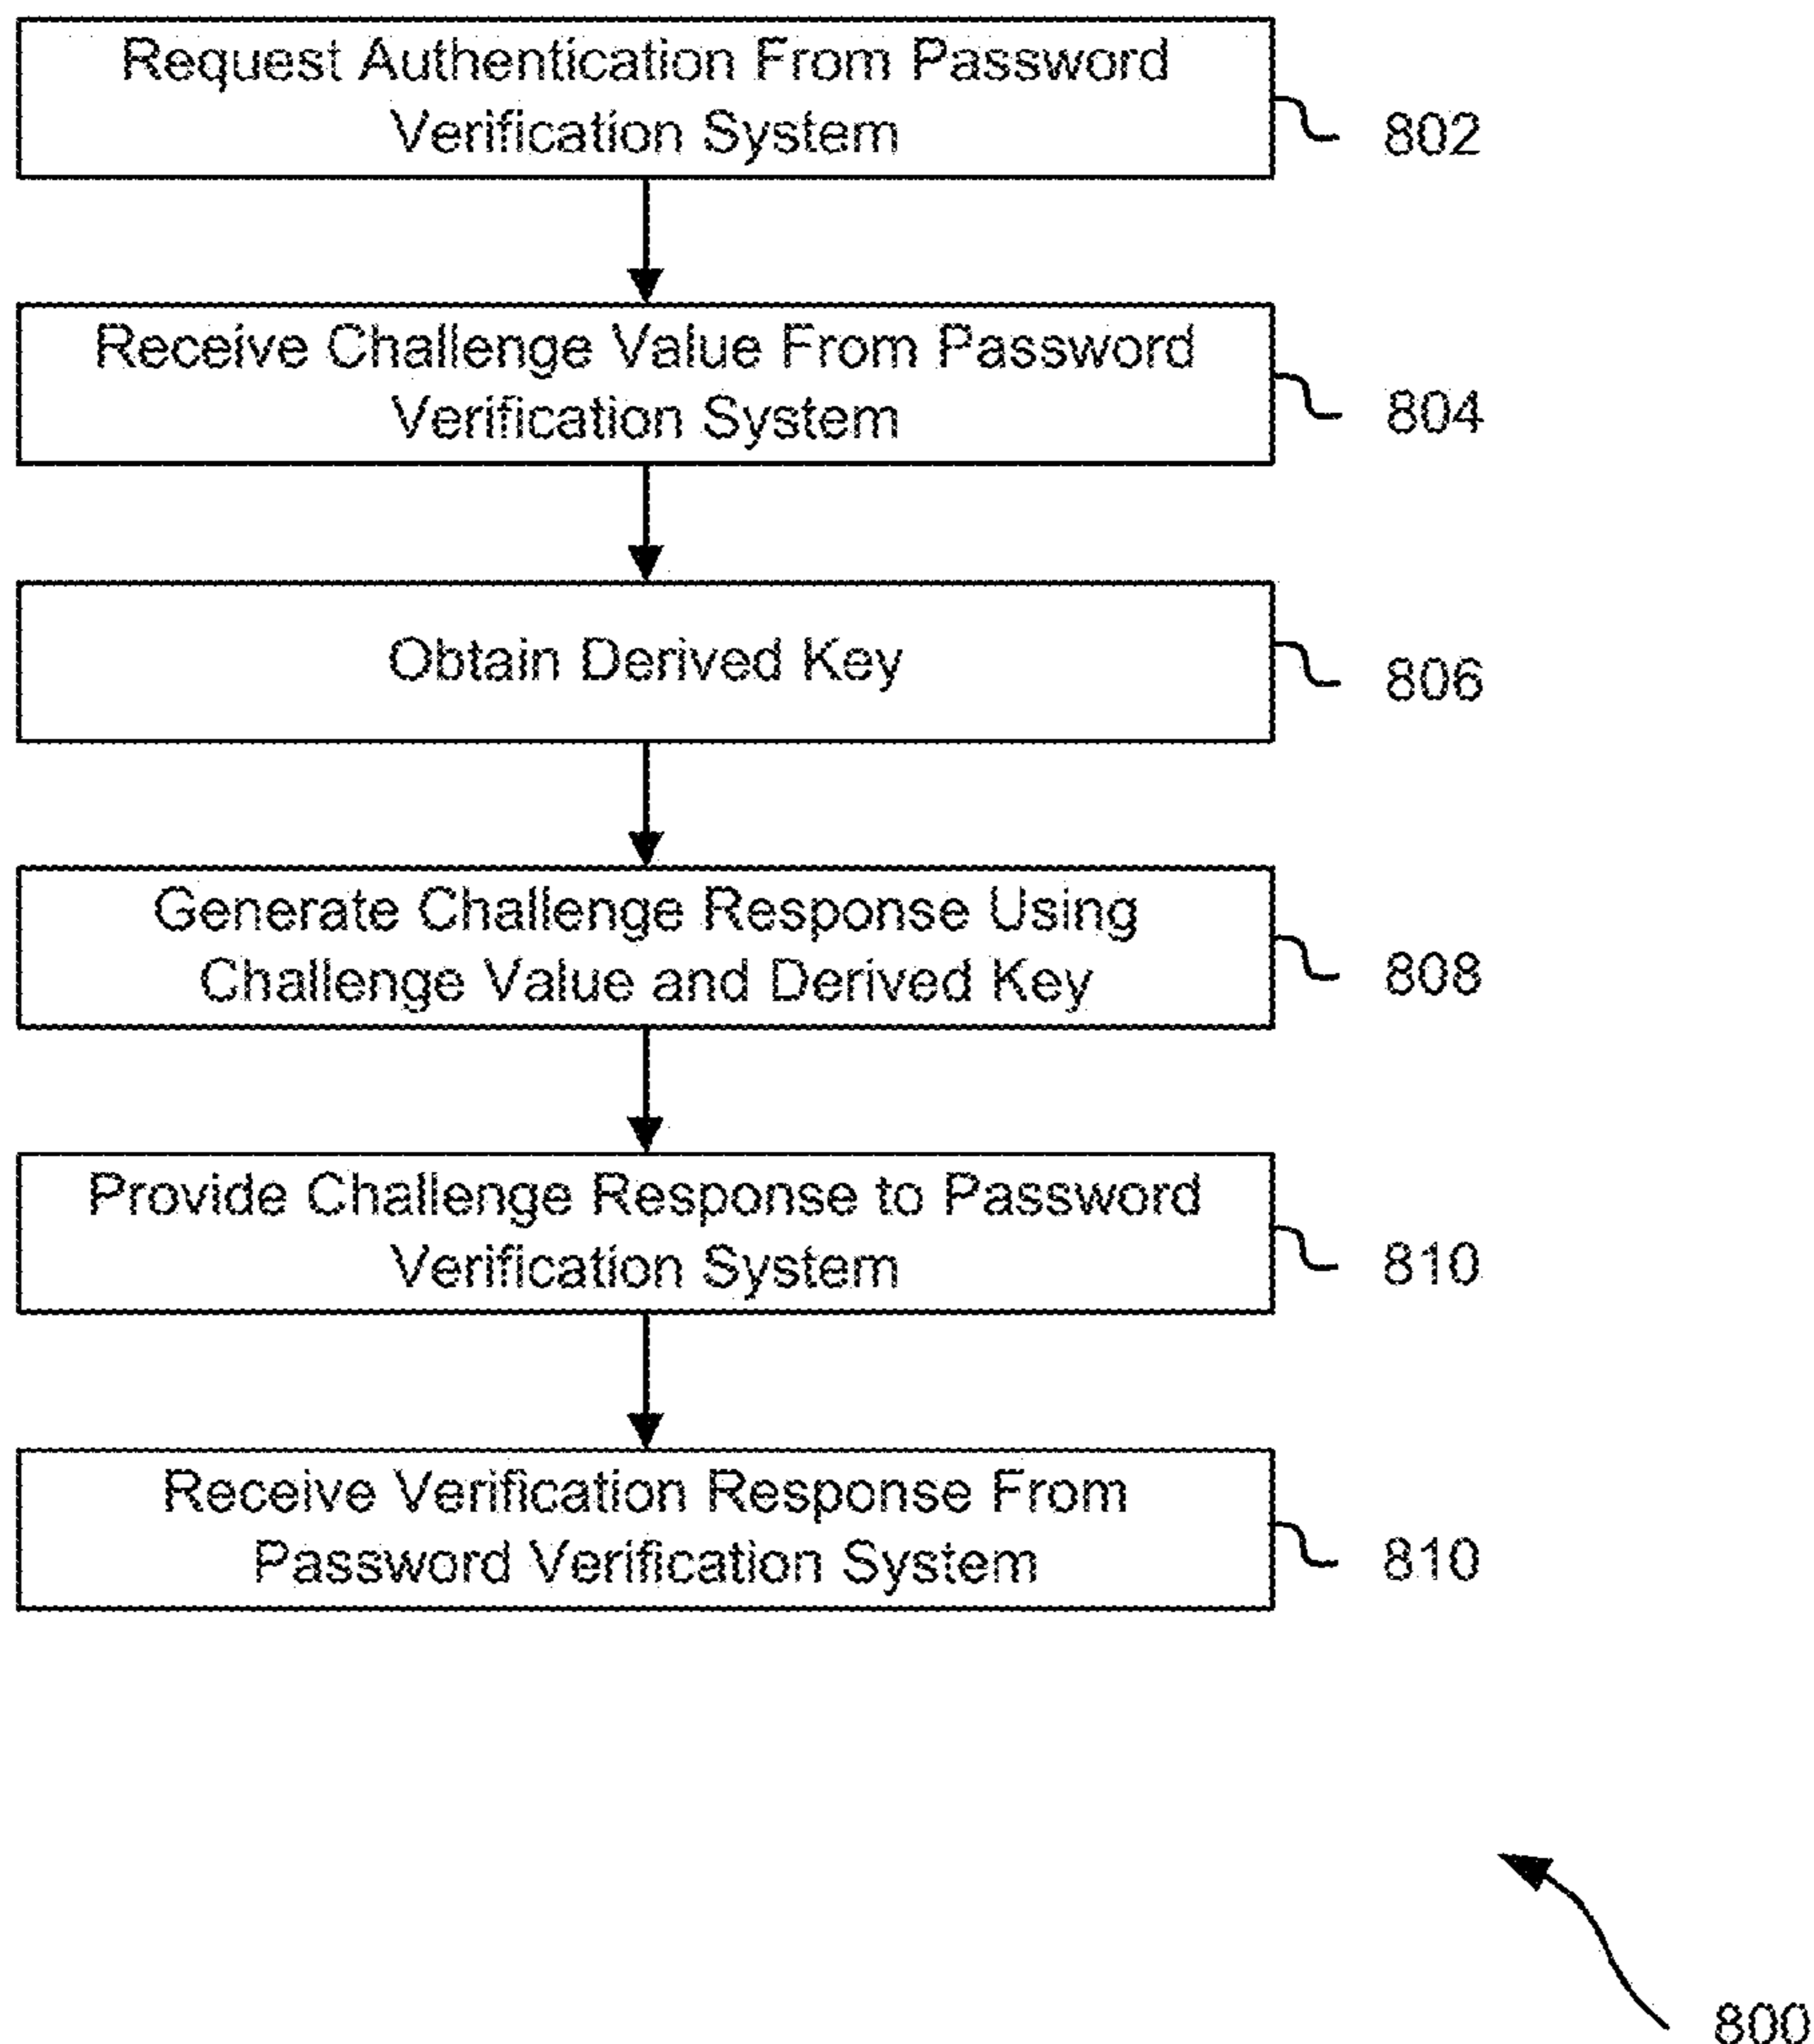 Request Authentication From Password
Verification System
802
Receive Challenge Value From Password
Verification System
804
Obtain Derived Key
806
Generate Challenge Response Using
Challenge Value and Derived Key
808
Provide Challenge Response to Password
Verification System
810
Receive Verification Response From
Password Verification System
810
800